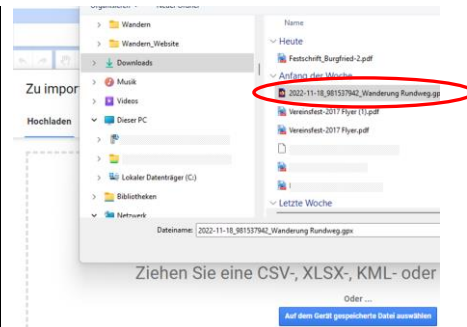 Organisieren Neuer Ordner
Wandern
Wandern_Website
Downloads
Musik
Videos
Dieser PC
Lokaler Datenträger (C:)
Bibliotheken
Netzwerk
Name
Heute
Festschrift_Burgfried-2.pdf
Anfang der Woche
2022-11-18_981537942_Wanderung Rundweg.gp
Vereinsfest-2017 Flyer (1).pdf
Vereinsfest-2017 Flyer.pdf
Letzte Woche
Dateiname: 2022-11-18_981537942_Wanderung Rundweg.gpx
Zu impor
Hochladen
Ziehen Sie eine CSV-, XLSX-, KML- oder
Oder ...
Auf dem Gerät gespeicherte Datei auswählen